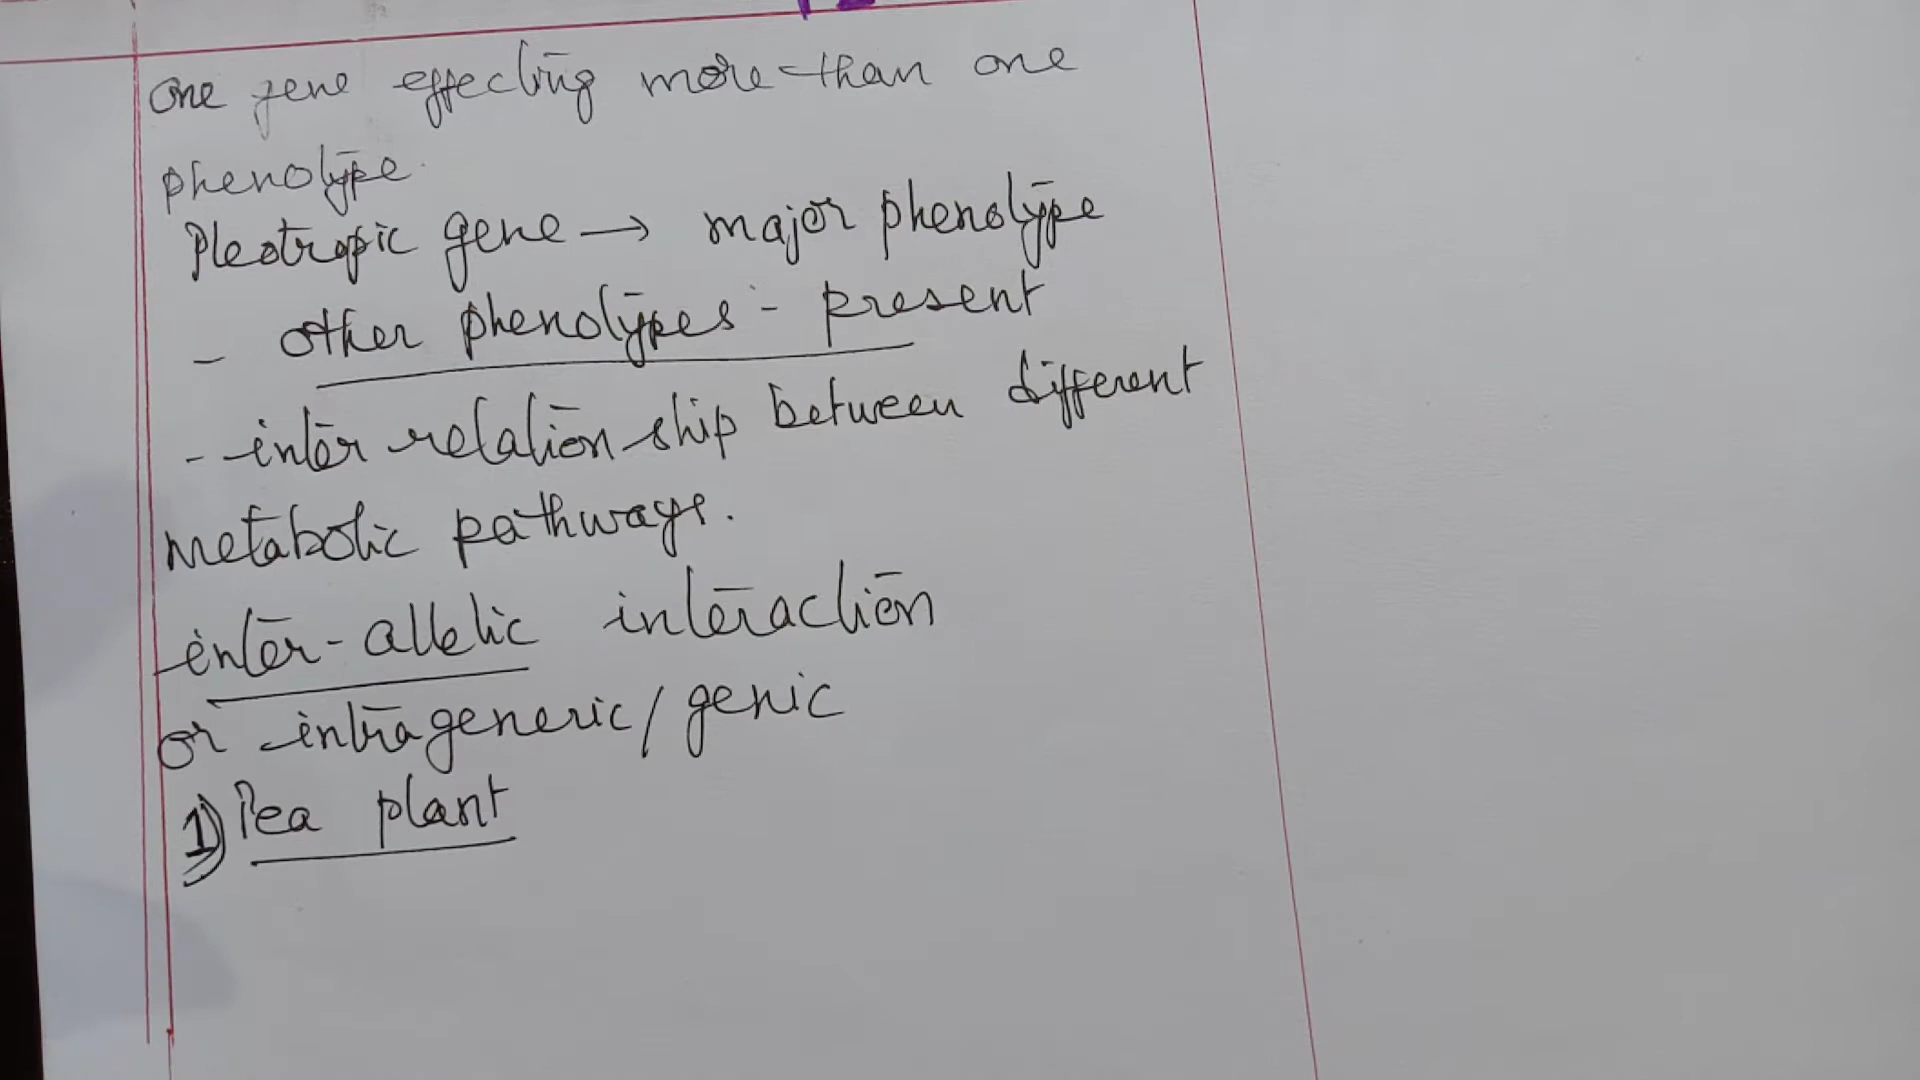 one gene effecting more than one
phenotype.
Pleotropic gene → major phenotype
- other phenotypes - present
- inter relation ship between different
metabolic pathways.
inter-allelic interaction
or intrageneric/genic
1) Pea plant